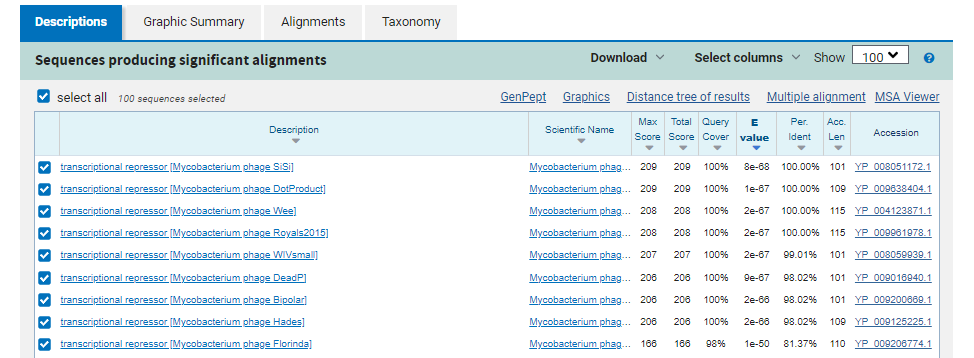 Descriptions Graphic Summary Alignments Taxonomy
Sequences producing significant alignments Download Select columns Show 100 ?
select all 100 sequences selected GenPept Graphics Distance tree of results Multiple alignment MSA Viewer
Description Scientific Name Max Score Total Score Query Cover E value Per. Ident Acc. Len Accession
transcriptional repressor [Mycobacterium phage SiSi] Mycobacterium phag... 209 209 100% 8e-68 100.00% 101 YP_008051172.1
transcriptional repressor [Mycobacterium phage DotProduct] Mycobacterium phag... 209 209 100% 1e-67 100.00% 109 YP_009638404.1
transcriptional repressor [Mycobacterium phage Wee] Mycobacterium phag... 208 208 100% 2e-67 100.00% 115 YP_004123871.1
transcriptional repressor [Mycobacterium phage Royals2015] Mycobacterium phag... 208 208 100% 2e-67 100.00% 115 YP_009961978.1
transcriptional repressor [Mycobacterium phage WIVsmall] Mycobacterium phag... 207 207 100% 2e-67 99.01% 101 YP_008059939.1
transcriptional repressor [Mycobacterium phage DeadP] Mycobacterium phag... 206 206 100% 9e-67 98.02% 101 YP_009016940.1
transcriptional repressor [Mycobacterium phage Bipolar] Mycobacterium phag... 206 206 100% 2e-66 98.02% 101 YP_009200669.1
transcriptional repressor [Mycobacterium phage Hades] Mycobacterium phag... 206 206 100% 2e-66 98.02% 109 YP_009125225.1
transcriptional repressor [Mycobacterium phage Florinda] Mycobacterium phag... 166 166 98% 1e-50 81.37% 110 YP_009206774.1